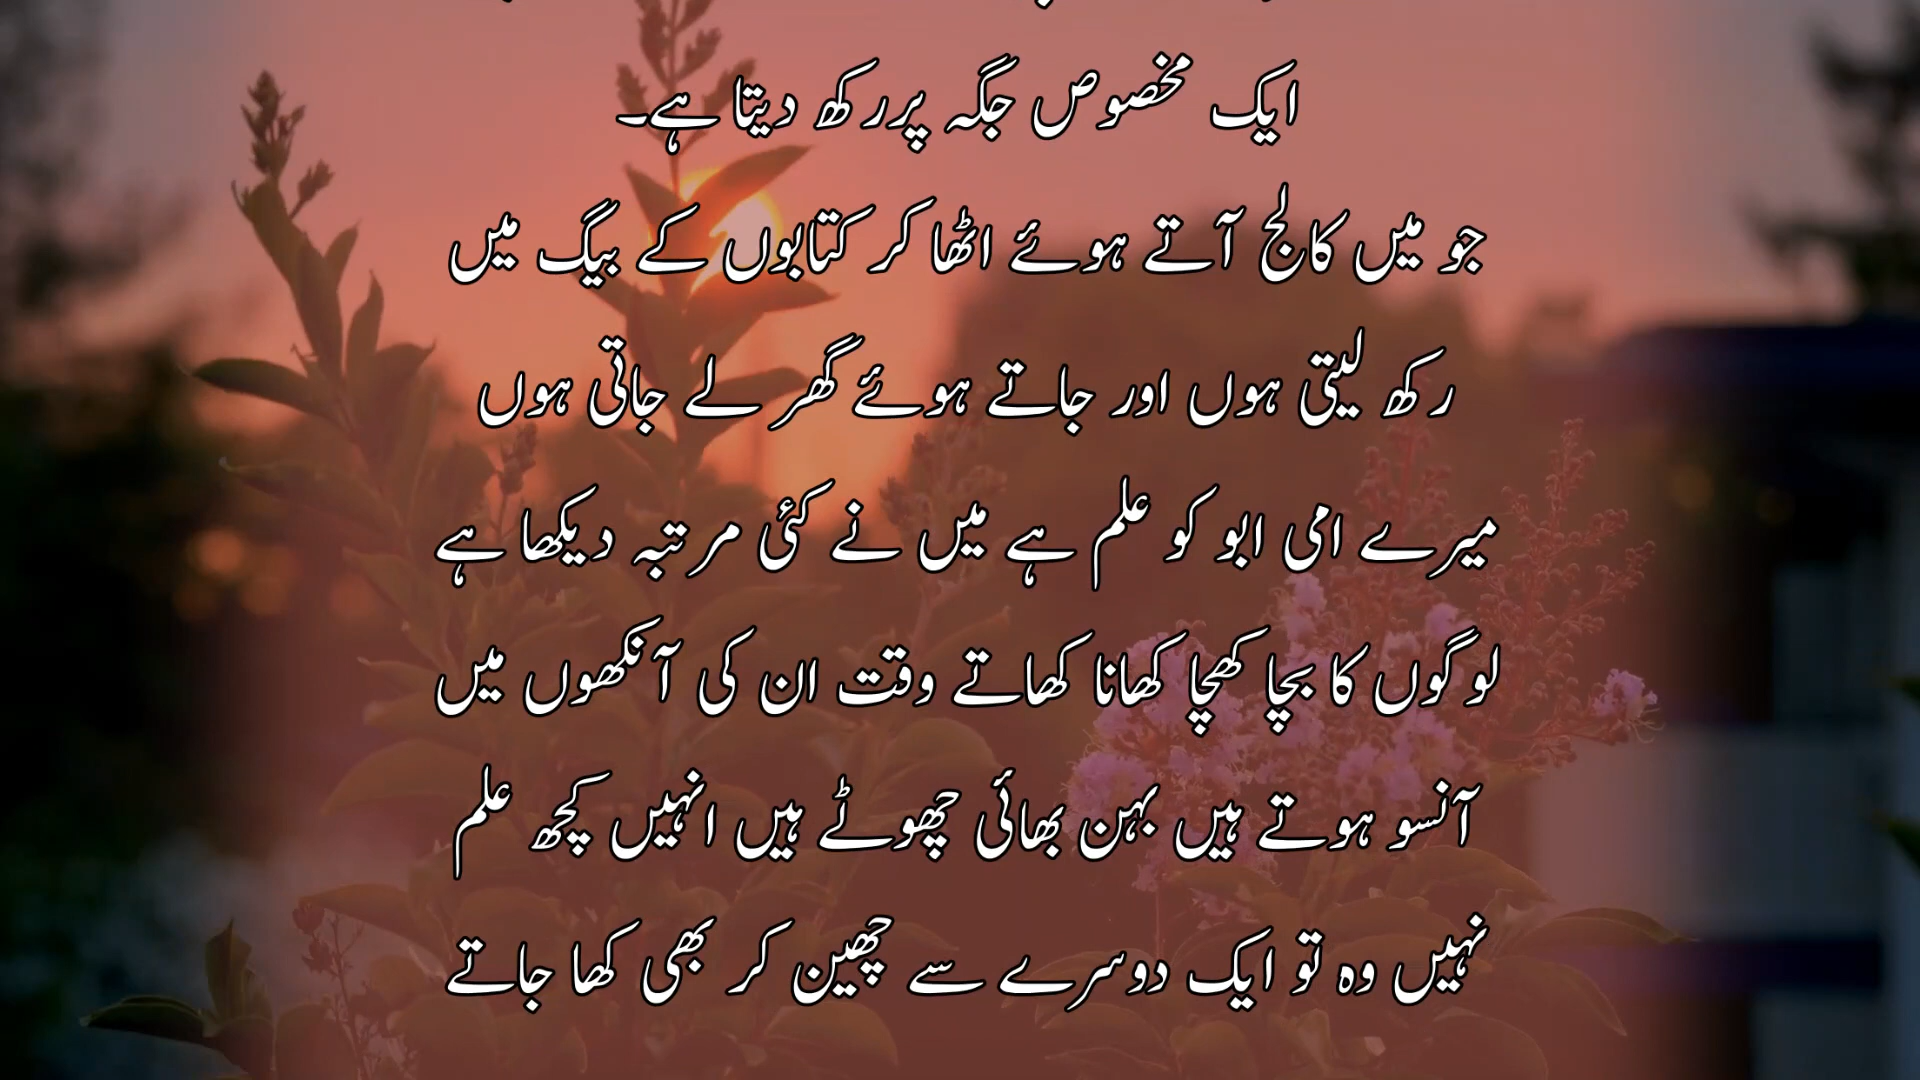 ایک مخصوص جگہ پررکھ دیتا ہے۔
جو میں کالج آتے ہوئے اٹھا کر کتابوں کے بیگ میں
رکھ لیتی ہوں اور جاتے ہوئے گھر لے جاتی ہوں
میرے امی ابو کو علم ہے میں نے کئی مرتبہ دیکھا ہے
لوگوں کا بچا کھچا کھانا کھاتے وقت ان کی آنکھوں میں
آنسو ہوتے ہیں بہن بھائی چھوٹے ہیں انہیں کچھ علم
نہیں وہ تو ایک دوسرے سے چھین کر بھی کھا جاتے